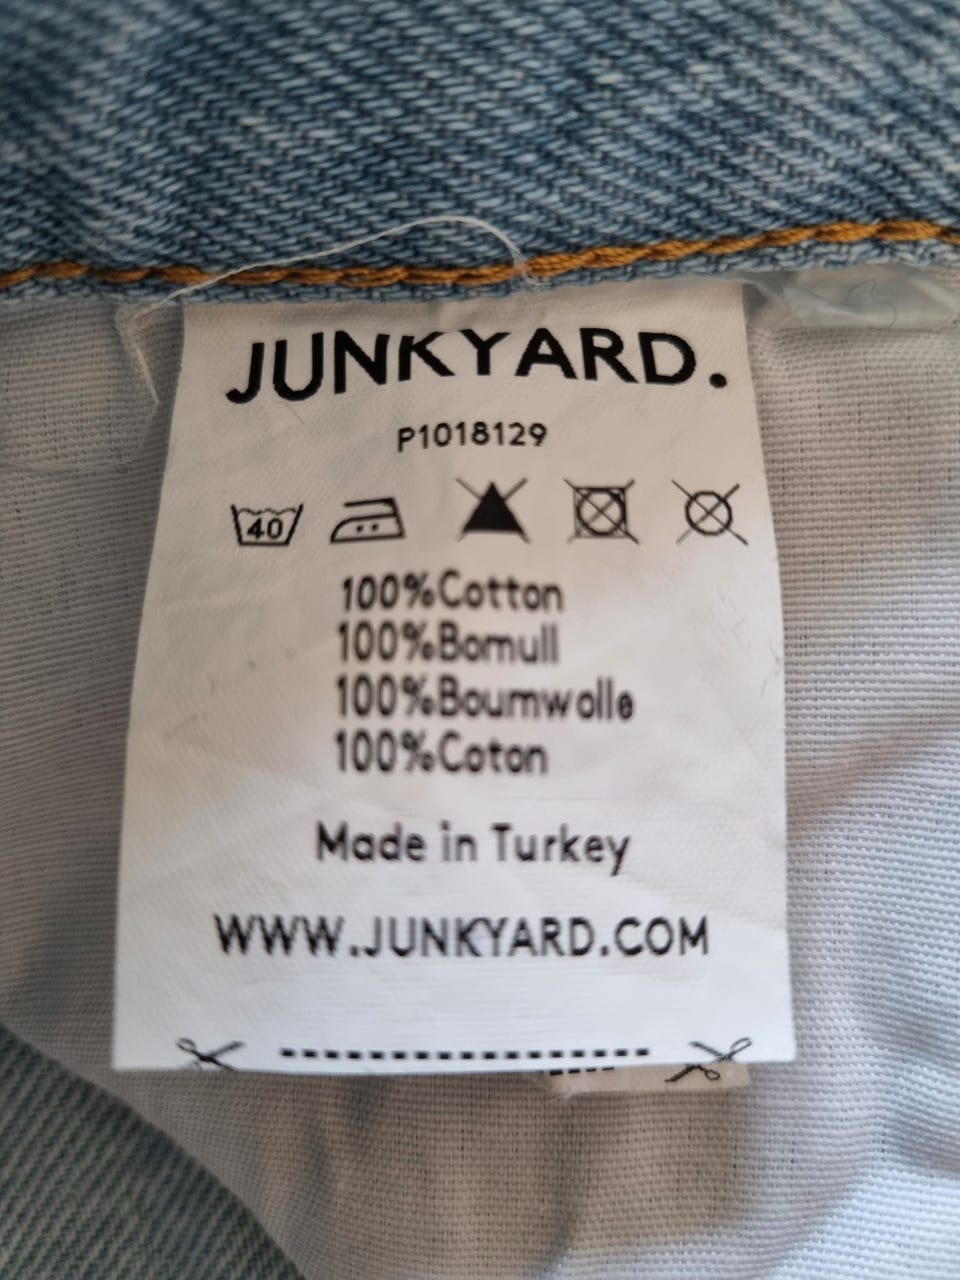 JUNKYARD.
P1018129
40
100%Cotton
100%Bomull
100%Boumwolle
100%Coton
Made in Turkey
WWW.JUNKYARD.COM